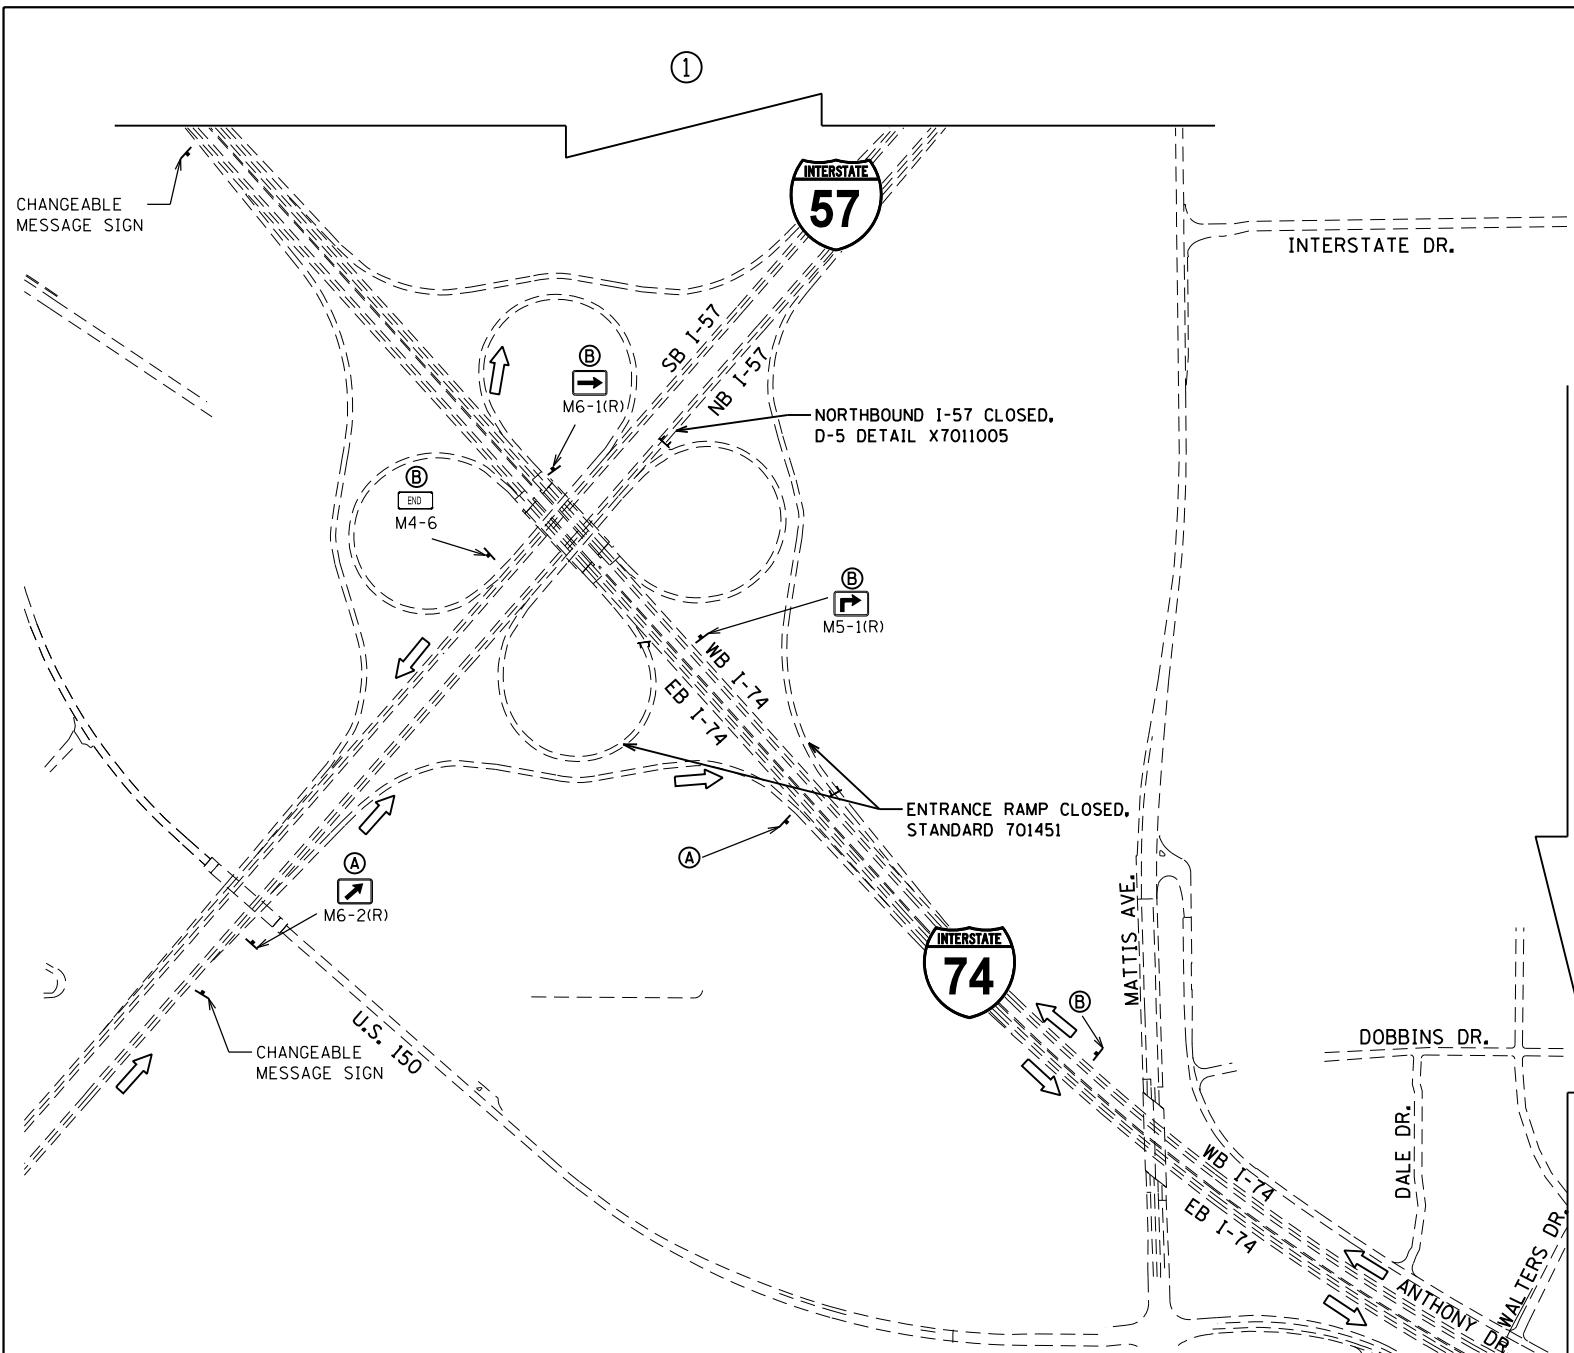 1
INTERSTATE
57
CHANGEABLE
MESSAGE SIGN
INTERSTATE DR.
SB I-57
NB I-57
B
M6-1(R)
NORTHBOUND I-57 CLOSED,
D-5 DETAIL X7011005
B
END
M4-6
B
M5-1(R)
WB I-74
EB I-74
ENTRANCE RAMP CLOSED,
STANDARD 701451
A
A
M6-2(R)
MATTIS AVE.
INTERSTATE
74
B
U.S. 150
CHANGEABLE
MESSAGE SIGN
DOBBINS DR.
DALE DR.
WB I-74
EB I-74
WALTERS DR.
ANTHONY DR